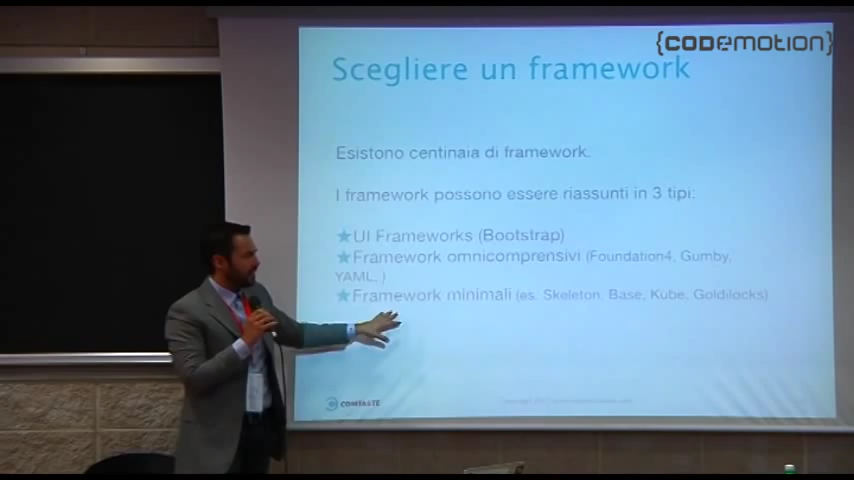 {CODEMOTION}
Scegliere un framework
Esistono centinaia di framework.
I framework possono essere riassunti in 3 tipi:
★UI Frameworks (Bootstrap)
★Framework omnicomprensivi (Foundation4, Gumby,
YAML, )
★Framework minimali (es. Skeleton, Base, Kube, Goldilocks)
COMTASTE